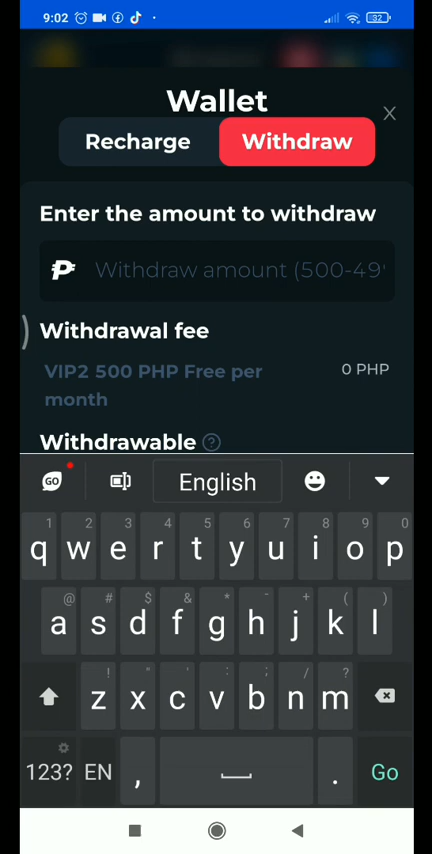 9:02 32
Wallet
X
Recharge Withdraw
Enter the amount to withdraw
Withdraw amount (500-49
Withdrawal fee
VIP2 500 PHP Free per 0 PHP
month
Withdrawable ?
GO English
1 2 3 4 5 6 7 8 9 0
q w e r t y u i o p
@ # $ & * - + ( )
a s d f g h j k l
! " ' : ; / ?
z x c v b n m
123? EN , . Go